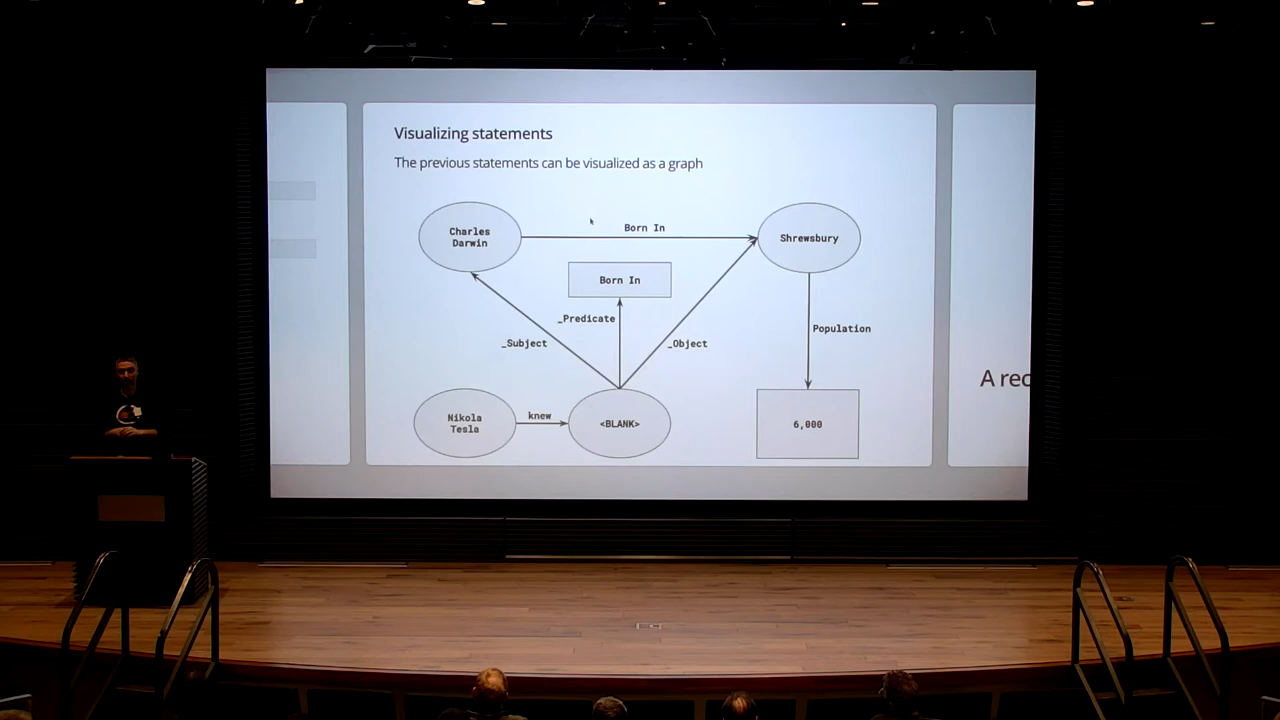 Visualizing statements
The previous statements can be visualized as a graph
Charles
Darwin
Born In
Shrewsbury
Born In
_Predicate
_Subject
_Object
Population
Nikola
Tesla
knew
<BLANK>
6,000
A rec